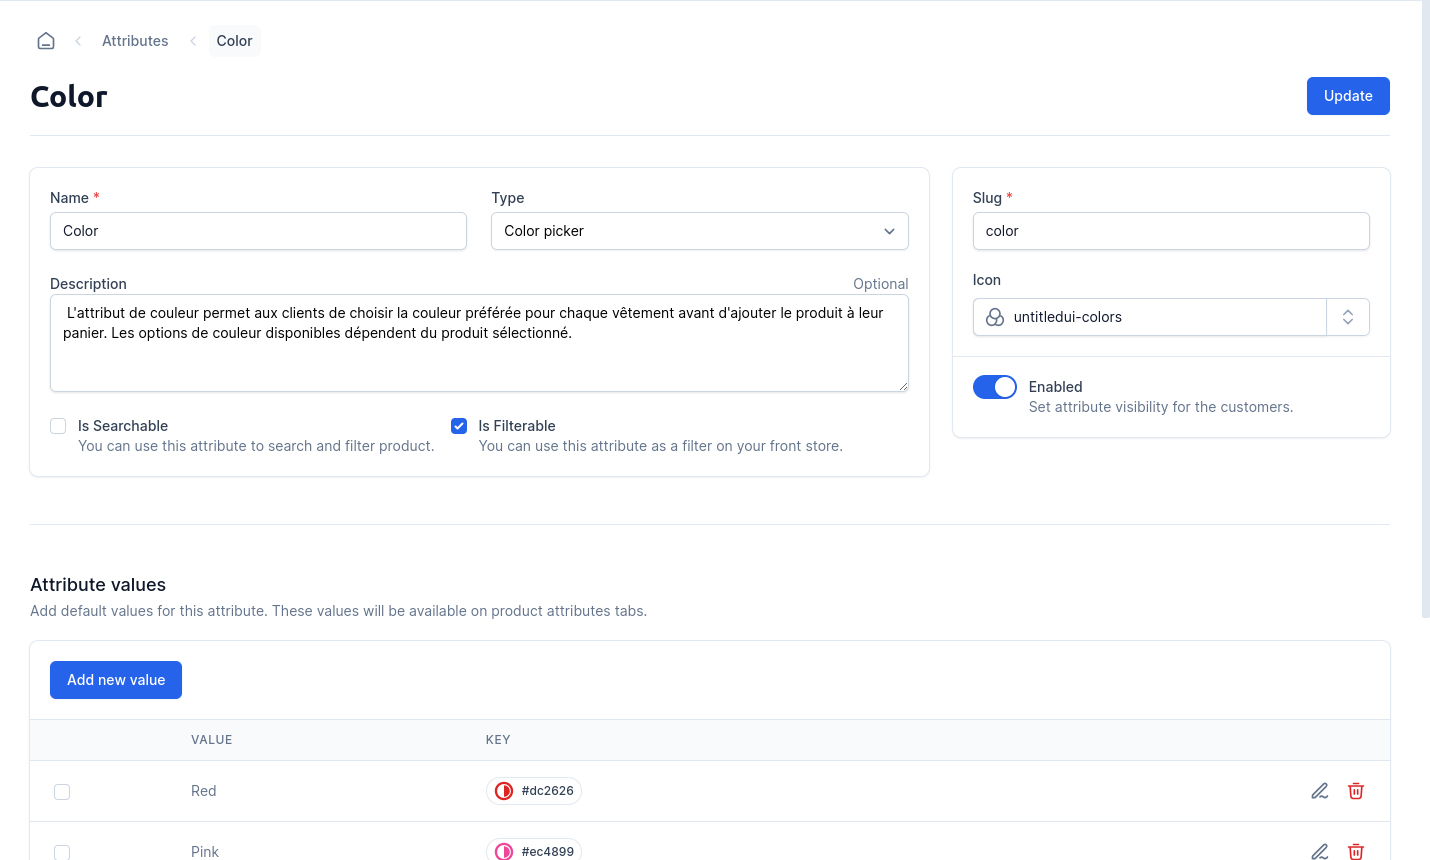 Attributes
Color
Color
Update
Name *
Type
Slug *
Color
Color picker
color
Description
Optional
Icon
L'attribut de couleur permet aux clients de choisir la couleur préférée pour chaque vêtement avant d'ajouter le produit à leur
panier. Les options de couleur disponibles dépendent du produit sélectionné.
untitledui-colors
Enabled
Set attribute visibility for the customers.
Is Searchable
You can use this attribute to search and filter product.
Is Filterable
You can use this attribute as a filter on your front store.
Attribute values
Add default values for this attribute. These values will be available on product attributes tabs.
Add new value
VALUE
KEY
Red
#dc2626
Pink
#ec4899